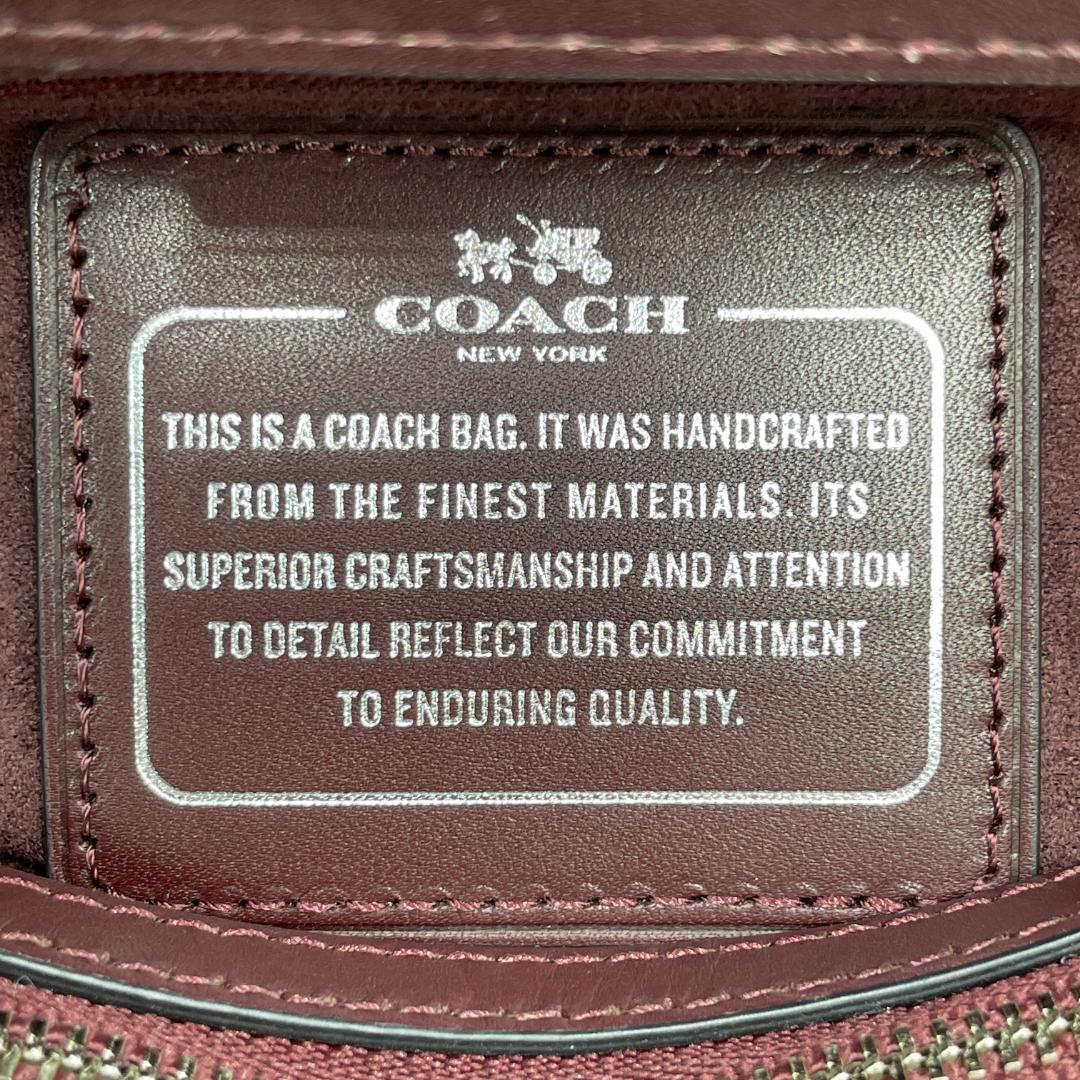 COACH
NEW YORK
THIS IS A COACH BAG. IT WAS HANDCRAFTED
FROM THE FINEST MATERIALS. ITS
SUPERIOR CRAFTSMANSHIP AND ATTENTION
TO DETAIL REFLECT OUR COMMITMENT
TO ENDURING QUALITY.